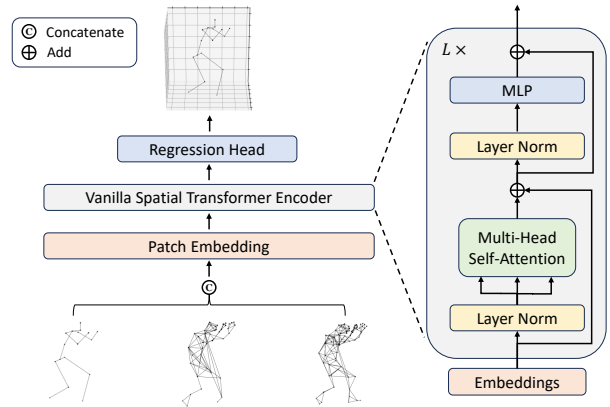 C Concatenate
Add
Regression Head
Vanilla Spatial Transformer Encoder
Patch Embedding
C
L ×
MLP
Layer Norm
Multi-Head
Self-Attention
Layer Norm
Embeddings